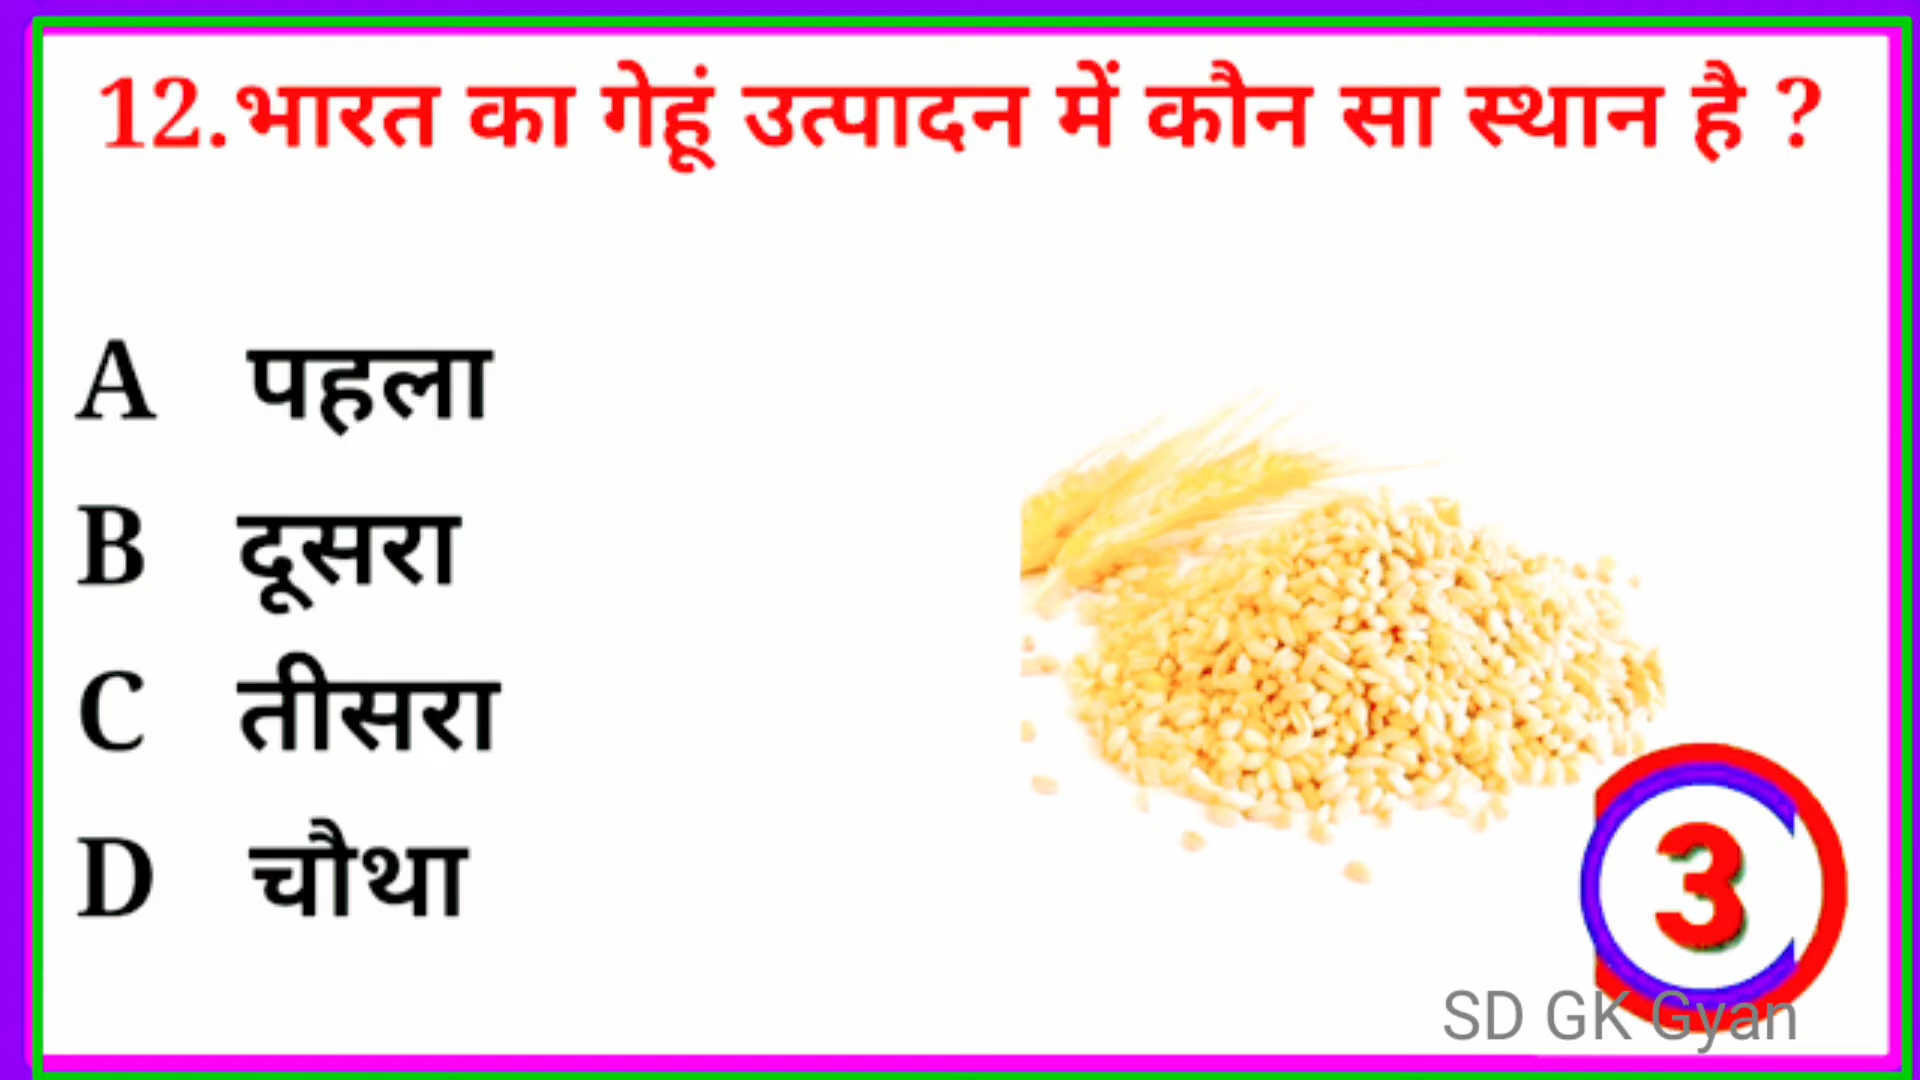 12.भारत का गेहूं उत्पादन में कौन सा स्थान है ?
A पहला
B दूसरा
C तीसरा
D चौथा
3
SD GK Gyan